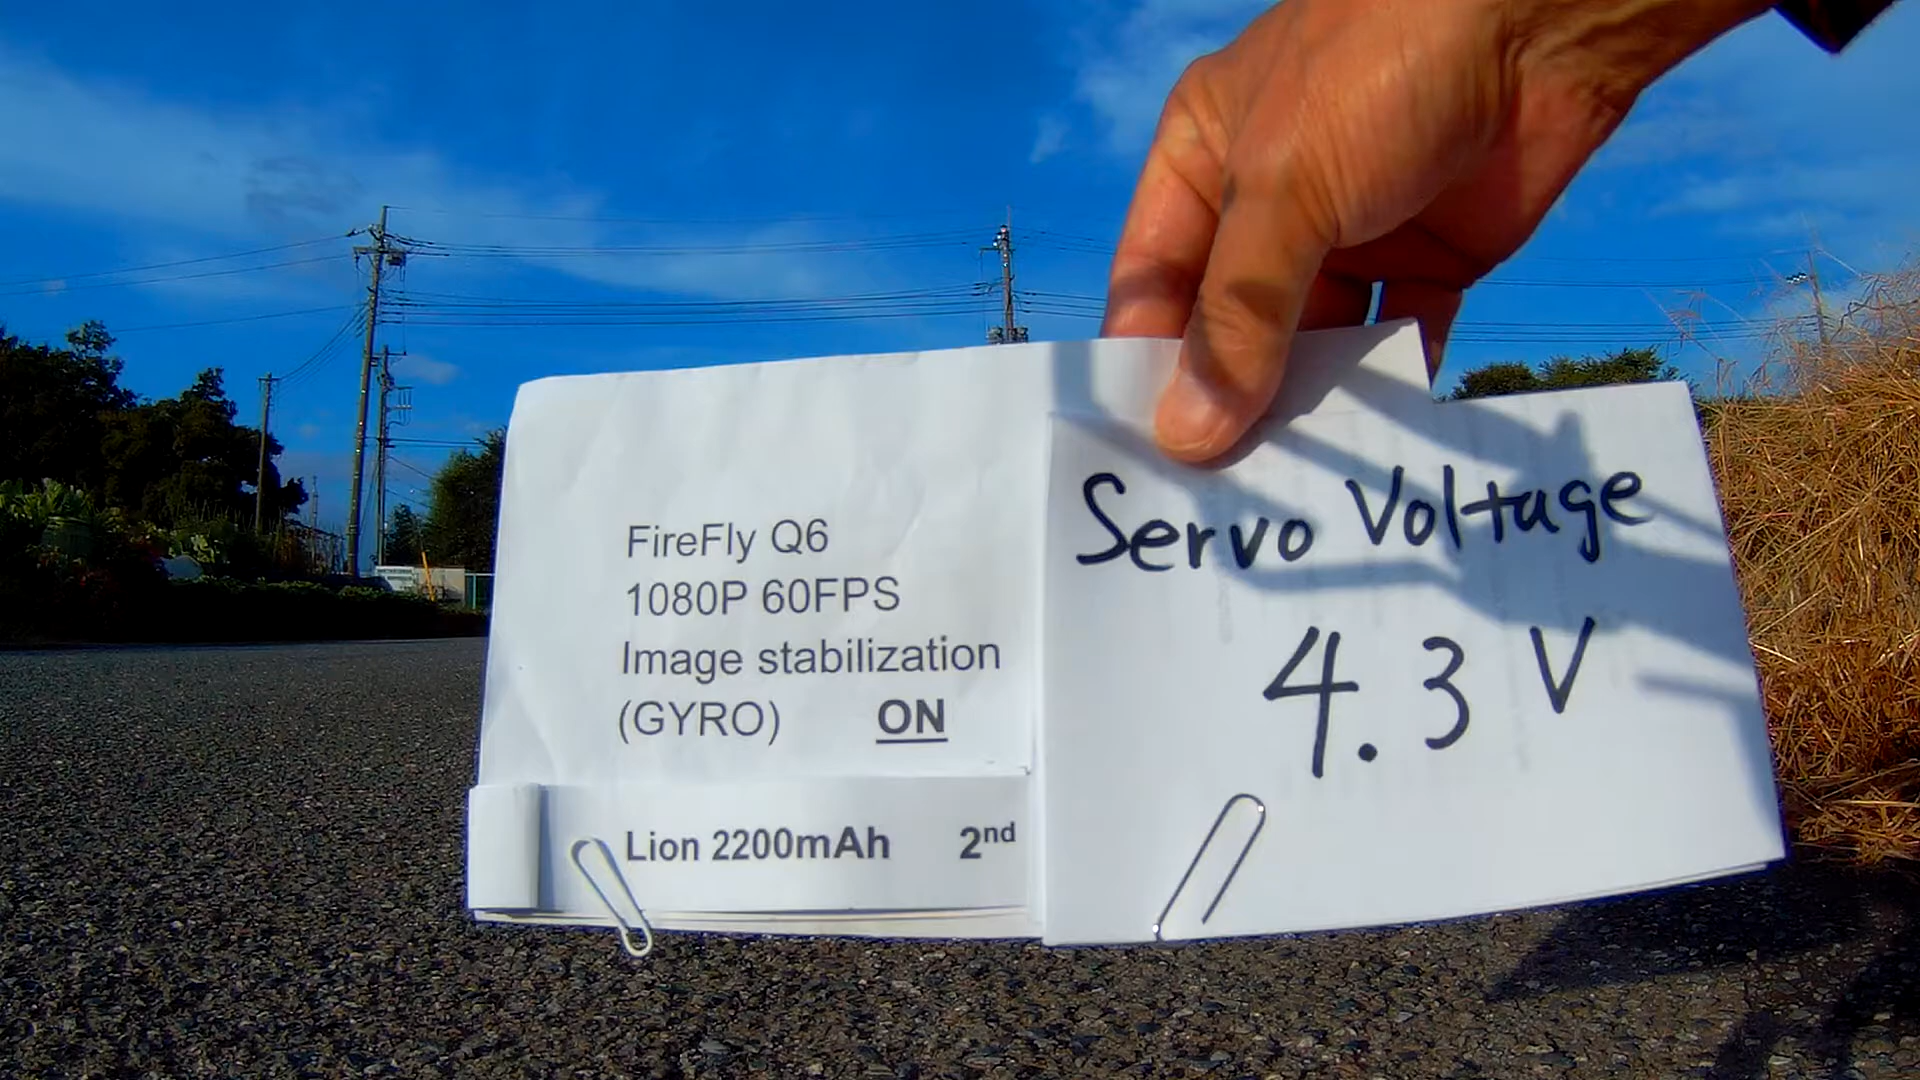 FireFly Q6
1080P 60FPS
Image stabilization
(GYRO) ON
Lion 2200mAh 2nd
Servo Voltage
4.3 V